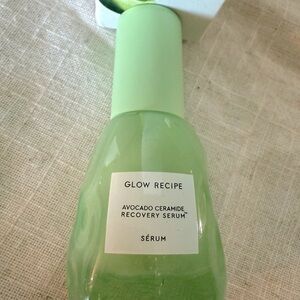 GLOW RECIPE
AVOCADO CERAMIDE
RECOVERY SERUM™
SÉRUM